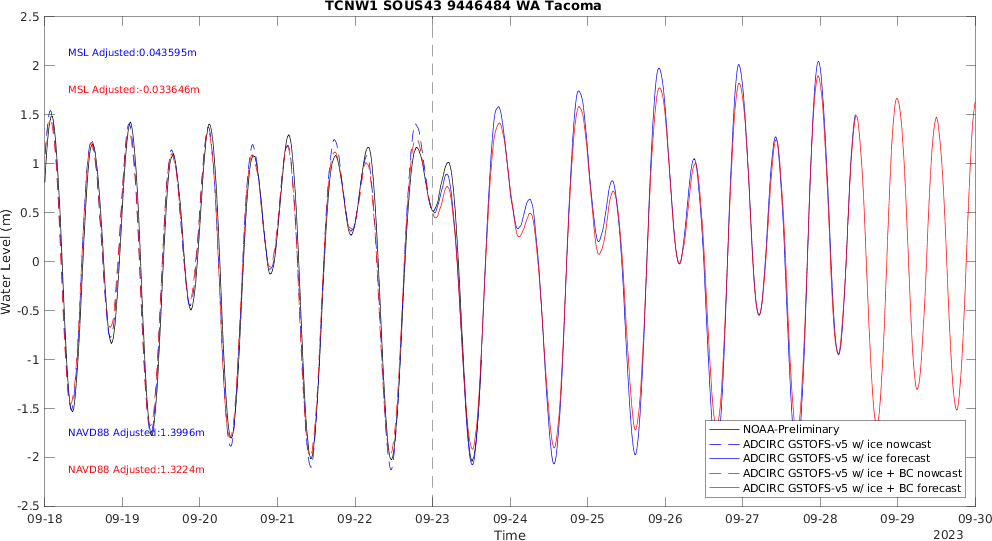 TCNW1 SOUS43 9446484 WA Tacoma
MSL Adjusted:0.043595m
MSL Adjusted:-0.033646m
NAVD88 Adjusted:1.3996m
NAVD88 Adjusted:1.3224m
Water Level (m)
2.5
2
1.5
1
0.5
0
-0.5
-1
-1.5
-2
-2.5
NOAA-Preliminary
ADCIRC GSTOFS-v5 w/ ice nowcast
ADCIRC GSTOFS-v5 w/ ice forecast
ADCIRC GSTOFS-v5 w/ ice + BC nowcast
ADCIRC GSTOFS-v5 w/ ice + BC forecast
09-18 09-19 09-20 09-21 09-22 09-23 09-24 09-25 09-26 09-27 09-28 09-29 09-30
Time
2023